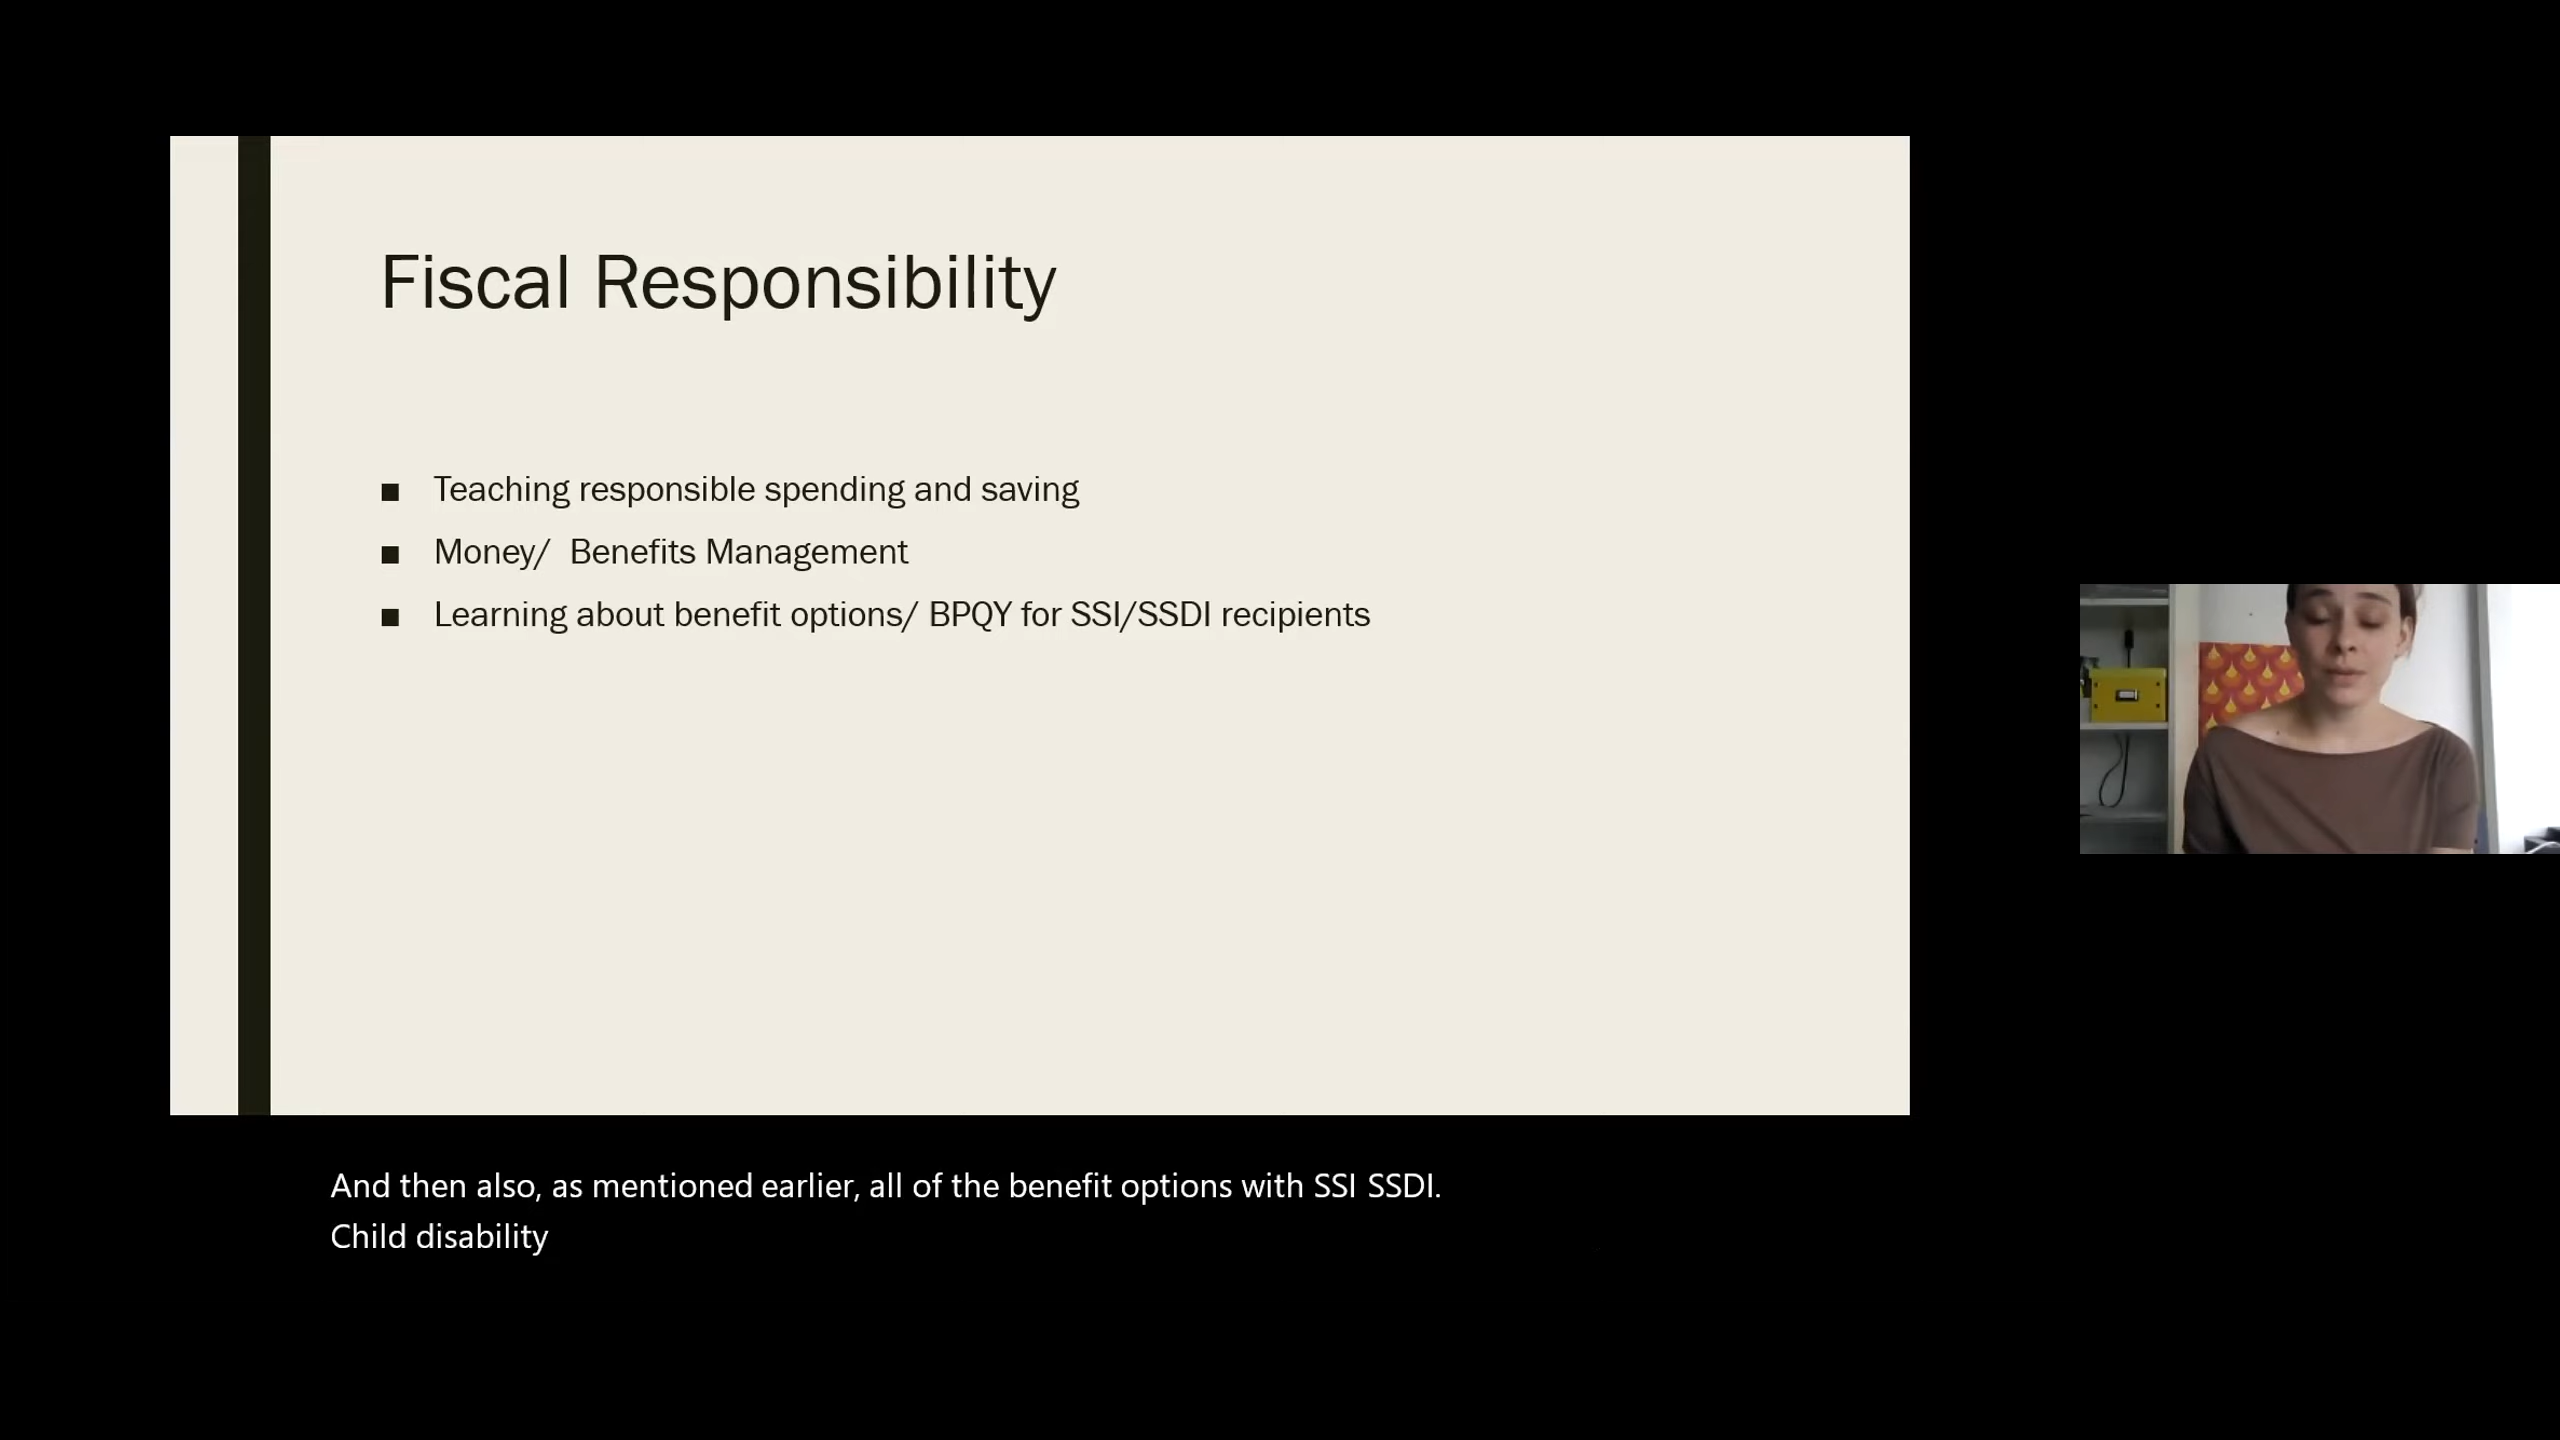 Fiscal Responsibility
■ Teaching responsible spending and saving
■ Money/  Benefits Management
■ Learning about benefit options/ BPQY for SSI/SSDI recipients
And then also, as mentioned earlier, all of the benefit options with SSI SSDI.
Child disability